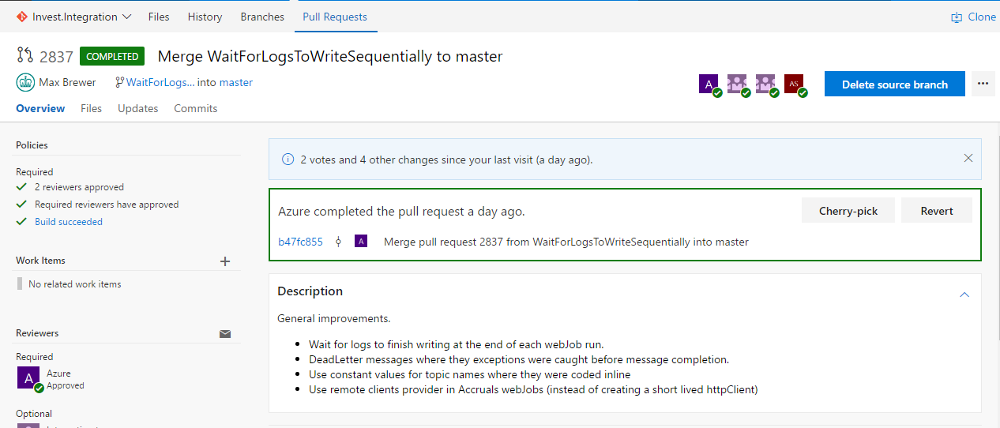 Invest.Integration Files History Branches Pull Requests Clone
2837 COMPLETED Merge WaitForLogsToWriteSequentially to master
Max Brewer WaitForLogs... into master
A AS Delete source branch ...
Overview Files Updates Commits
Policies
Required
2 reviewers approved
Required reviewers have approved
Build succeeded
Work Items
No related work items
Reviewers
Required
A Azure
Approved
Optional
2 votes and 4 other changes since your last visit (a day ago).
Azure completed the pull request a day ago. Cherry-pick Revert
b47fc855 A Merge pull request 2837 from WaitForLogsToWriteSequentially into master
Description
General improvements.
Wait for logs to finish writing at the end of each webJob run.
DeadLetter messages where they exceptions were caught before message completion.
Use constant values for topic names where they were coded inline
Use remote clients provider in Accruals webJobs (instead of creating a short lived httpClient)